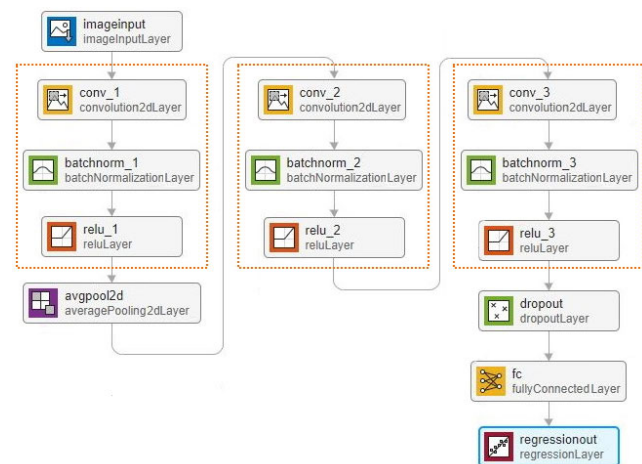 imageinput
imageInputLayer
conv_1
convolution2dLayer
batchnorm_1
batchNormalizationLayer
relu_1
reluLayer
avgpool2d
averagePooling2dLayer
conv_2
convolution2dLayer
batchnorm_2
batchNormalizationLayer
relu_2
reluLayer
conv_3
convolution2dLayer
batchnorm_3
batchNormalizationLayer
relu_3
reluLayer
dropout
dropoutLayer
fc
fullyConnectedLayer
regressionout
regressionLayer